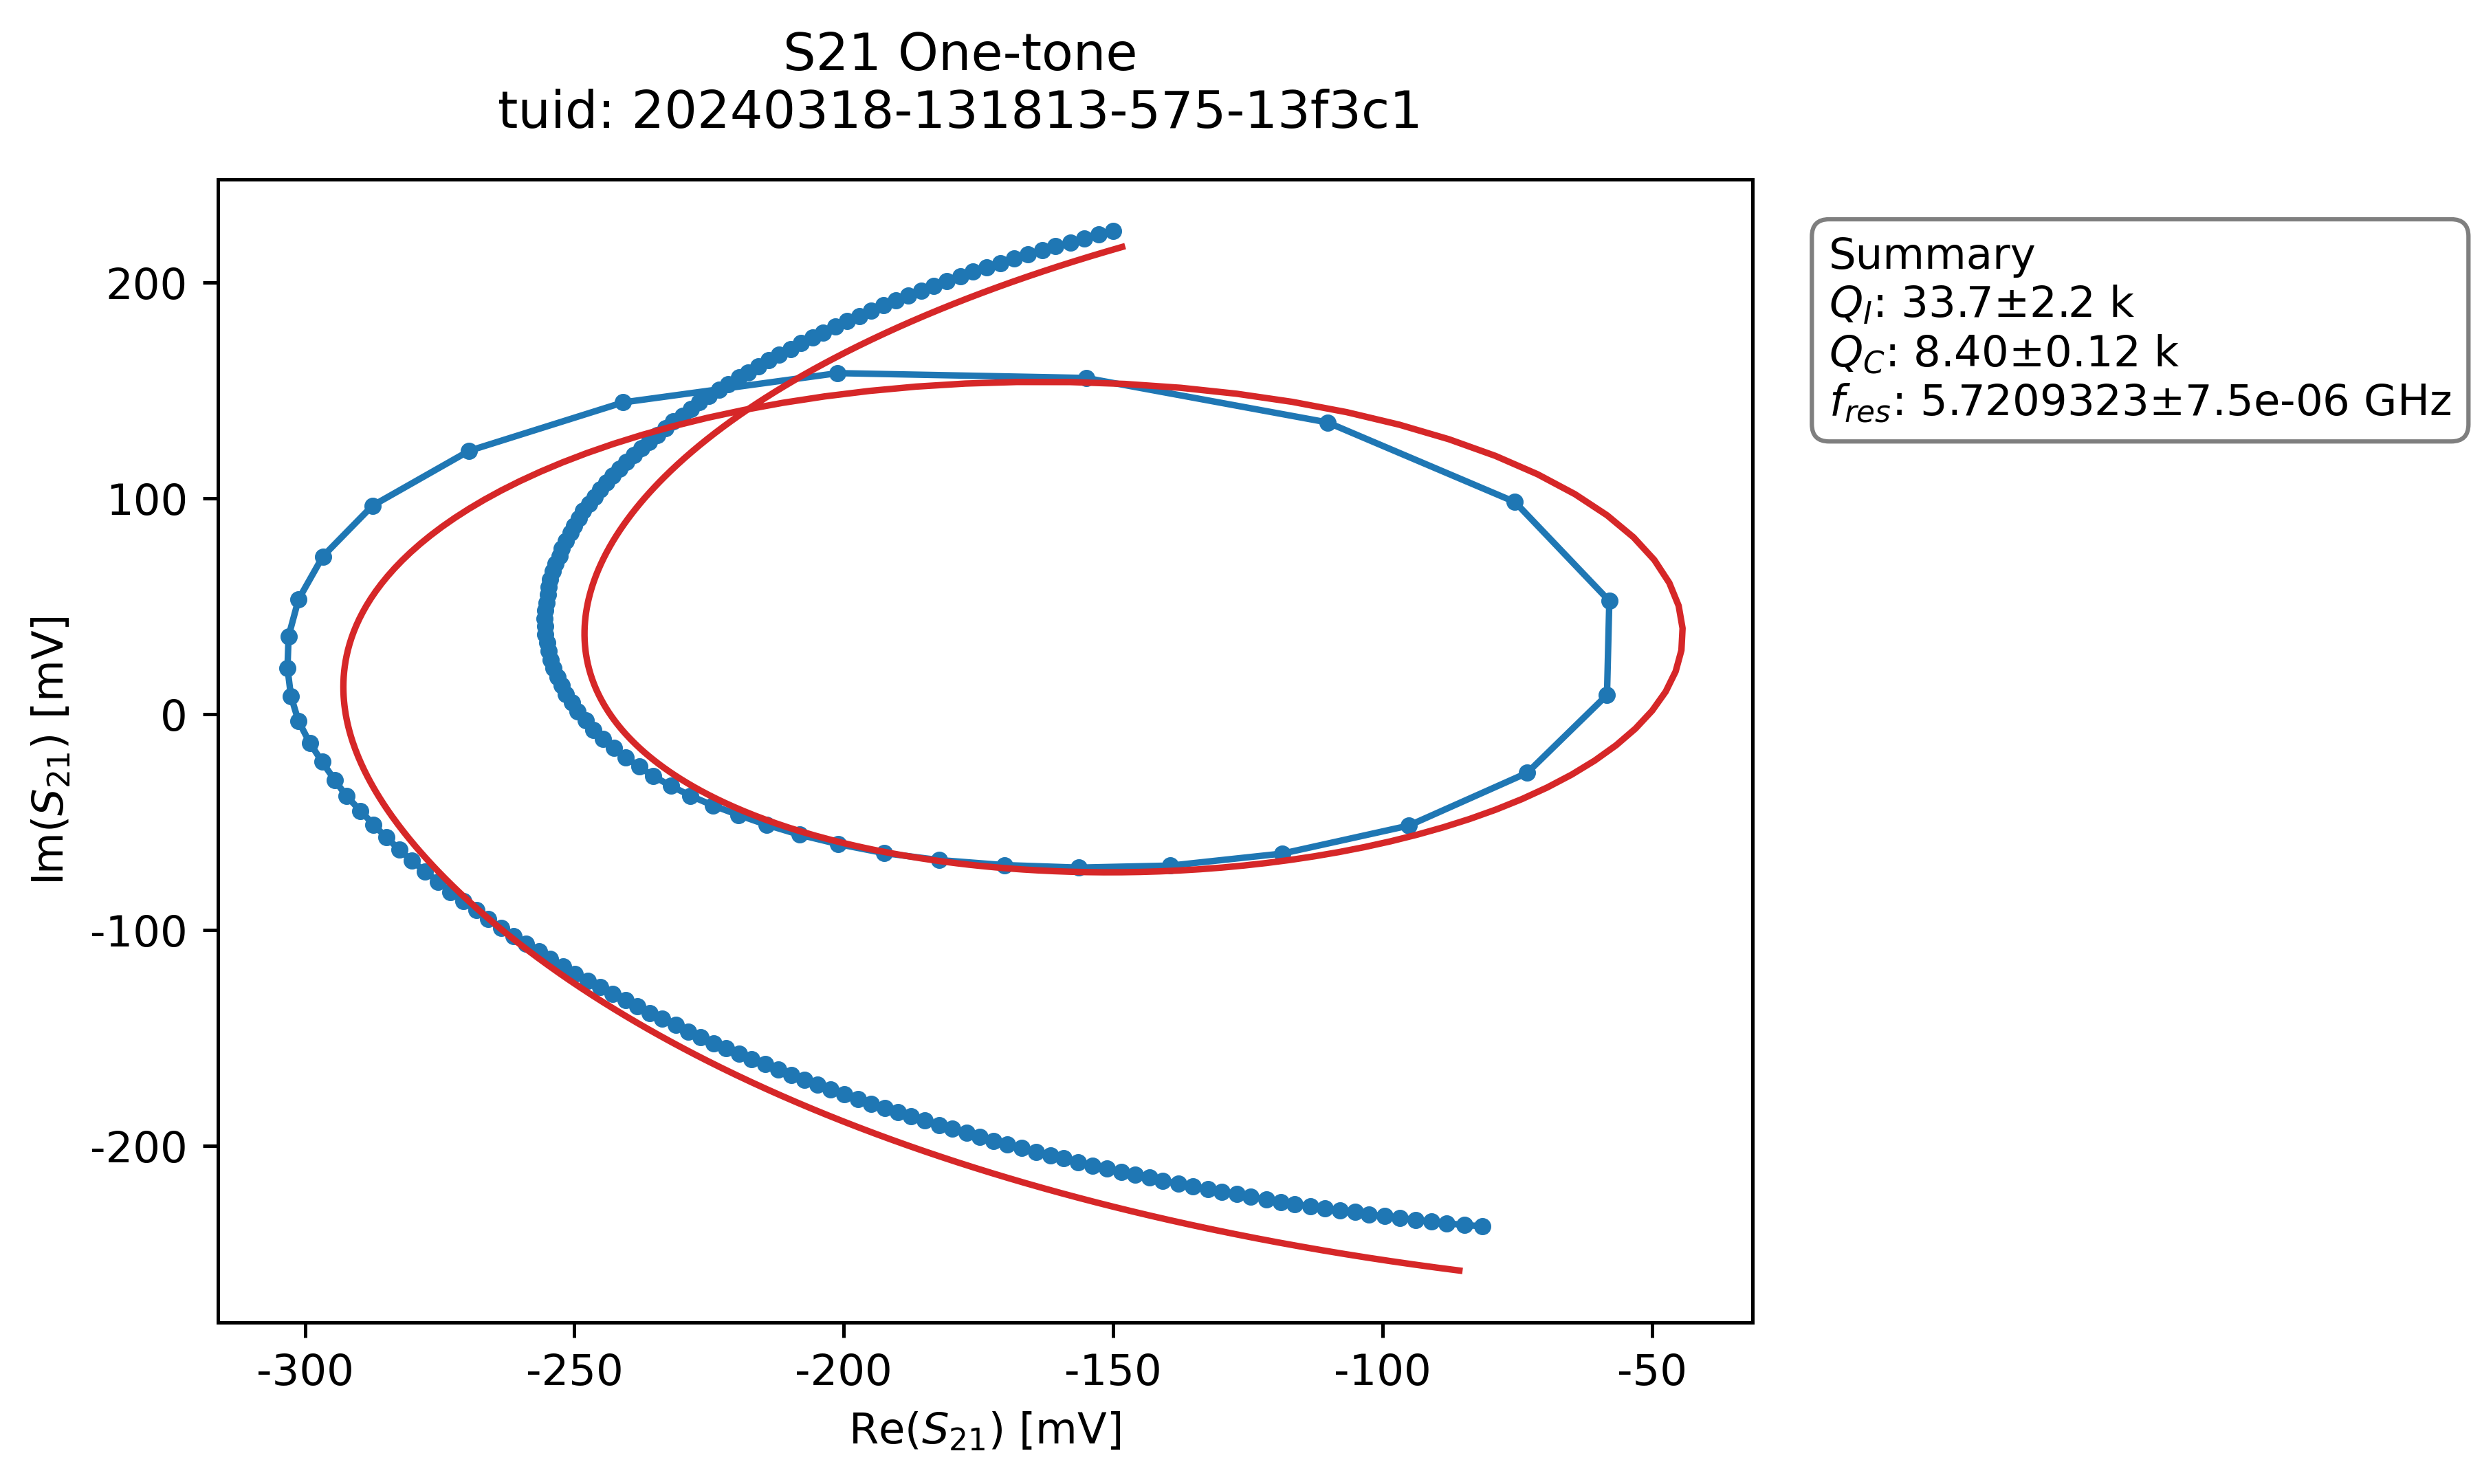 S21 One-tone
tuid: 20240318-131813-575-13f3c1
Summary
Q_I: 33.7±2.2 k
Q_C: 8.40±0.12 k
f_res: 5.7209323±7.5e-06 GHz
200
100
0
-100
-200
Im(S_21) [mV]
-300 -250 -200 -150 -100 -50
Re(S_21) [mV]